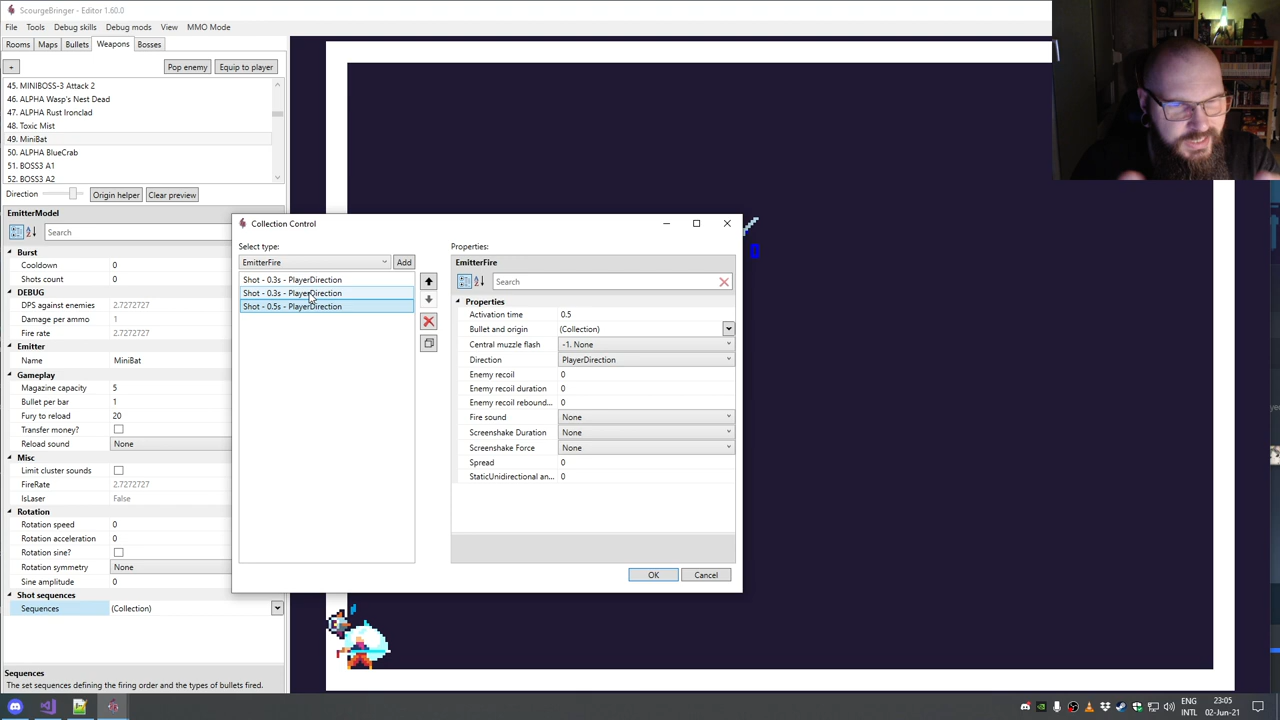 ScourgeBringer - Editor 1.60.0
File Tools Debug skills Debug mods View MMO Mode
Rooms Maps Bullets Weapons Bosses
+ Pop enemy Equip to player
45. MINIBOSS-3 Attack 2
46. ALPHA Wasp's Nest Dead
47. ALPHA Rust Ironclad
48. Toxic Mist
49. MiniBat
50. ALPHA BlueCrab
51. BOSS3 A1
52. BOSS3 A2
Direction Origin helper Clear preview
EmitterModel
Search
Burst
Cooldown 0
Shots count 0
DEBUG
DPS against enemies 2.7272727
Damage per ammo 1
Fire rate 2.7272727
Emitter
Name MiniBat
Gameplay
Magazine capacity 5
Bullet per bar 1
Fury to reload 20
Transfer money?
Reload sound None
Misc
Limit cluster sounds
FireRate 2.7272727
IsLaser False
Rotation
Rotation speed 0
Rotation acceleration 0
Rotation sine?
Rotation symmetry None
Sine amplitude 0
Shot sequences
Sequences (Collection)
Sequences
The set sequences defining the firing order and the types of bullets fired.
Collection Control
Select type:
EmitterFire Add
Shot - 0.3s - PlayerDirection
Shot - 0.3s - PlayerDirection
Shot - 0.5s - PlayerDirection
Properties:
EmitterFire
Search
Properties
Activation time 0.5
Bullet and origin (Collection)
Central muzzle flash -1. None
Direction PlayerDirection
Enemy recoil 0
Enemy recoil duration 0
Enemy recoil rebound... 0
Fire sound None
Screenshake Duration None
Screenshake Force None
Spread 0
StaticUnidirectional an... 0
OK Cancel
0
ENG
INTL
23:05
02-Jun-21